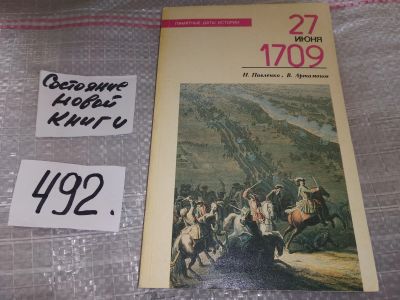 Состояние
новой
книги
492.
ПАМЯТНЫЕ ДАТЫ ИСТОРИИ
27
ИЮНЯ
1709
Н. Павленко, В. Артамонов